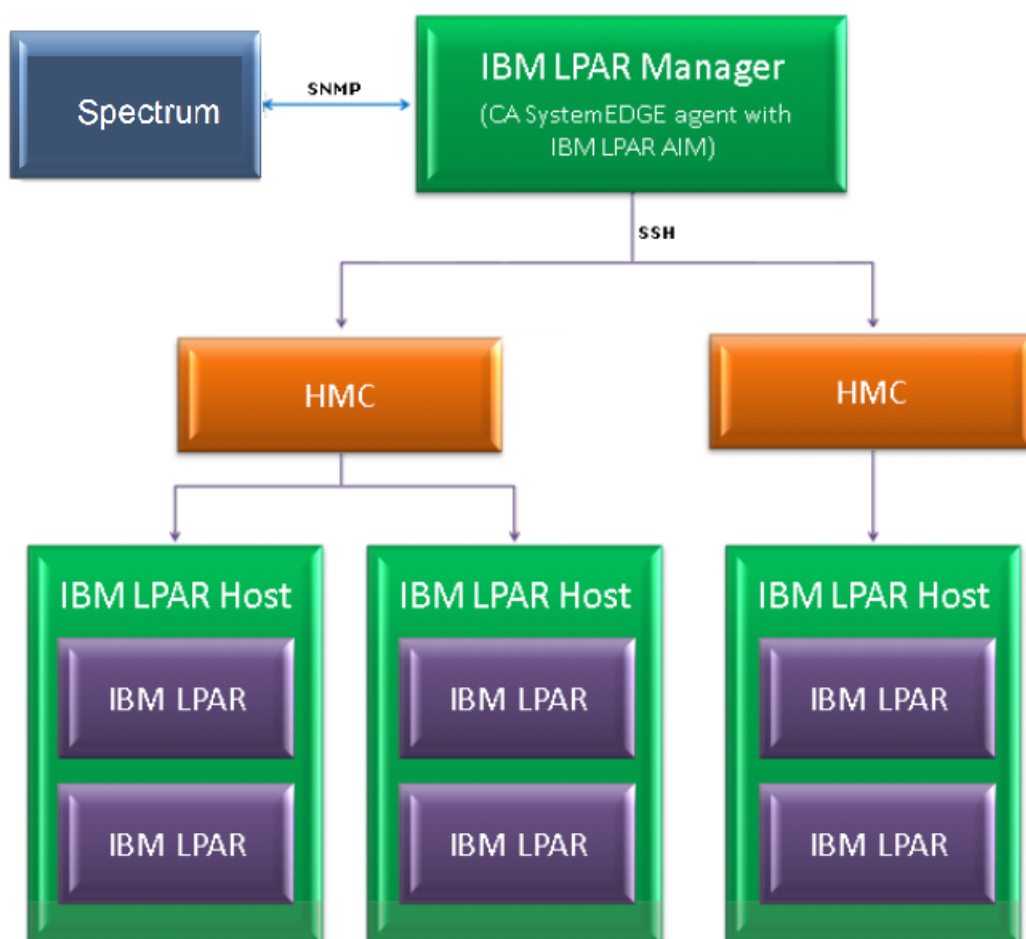 Spectrum
SNMP
IBM LPAR Manager
(CA SystemEDGE agent with
IBM LPAR AIM)
SSH
HMC
HMC
IBM LPAR Host
IBM LPAR
IBM LPAR
IBM LPAR Host
IBM LPAR
IBM LPAR
IBM LPAR Host
IBM LPAR
IBM LPAR